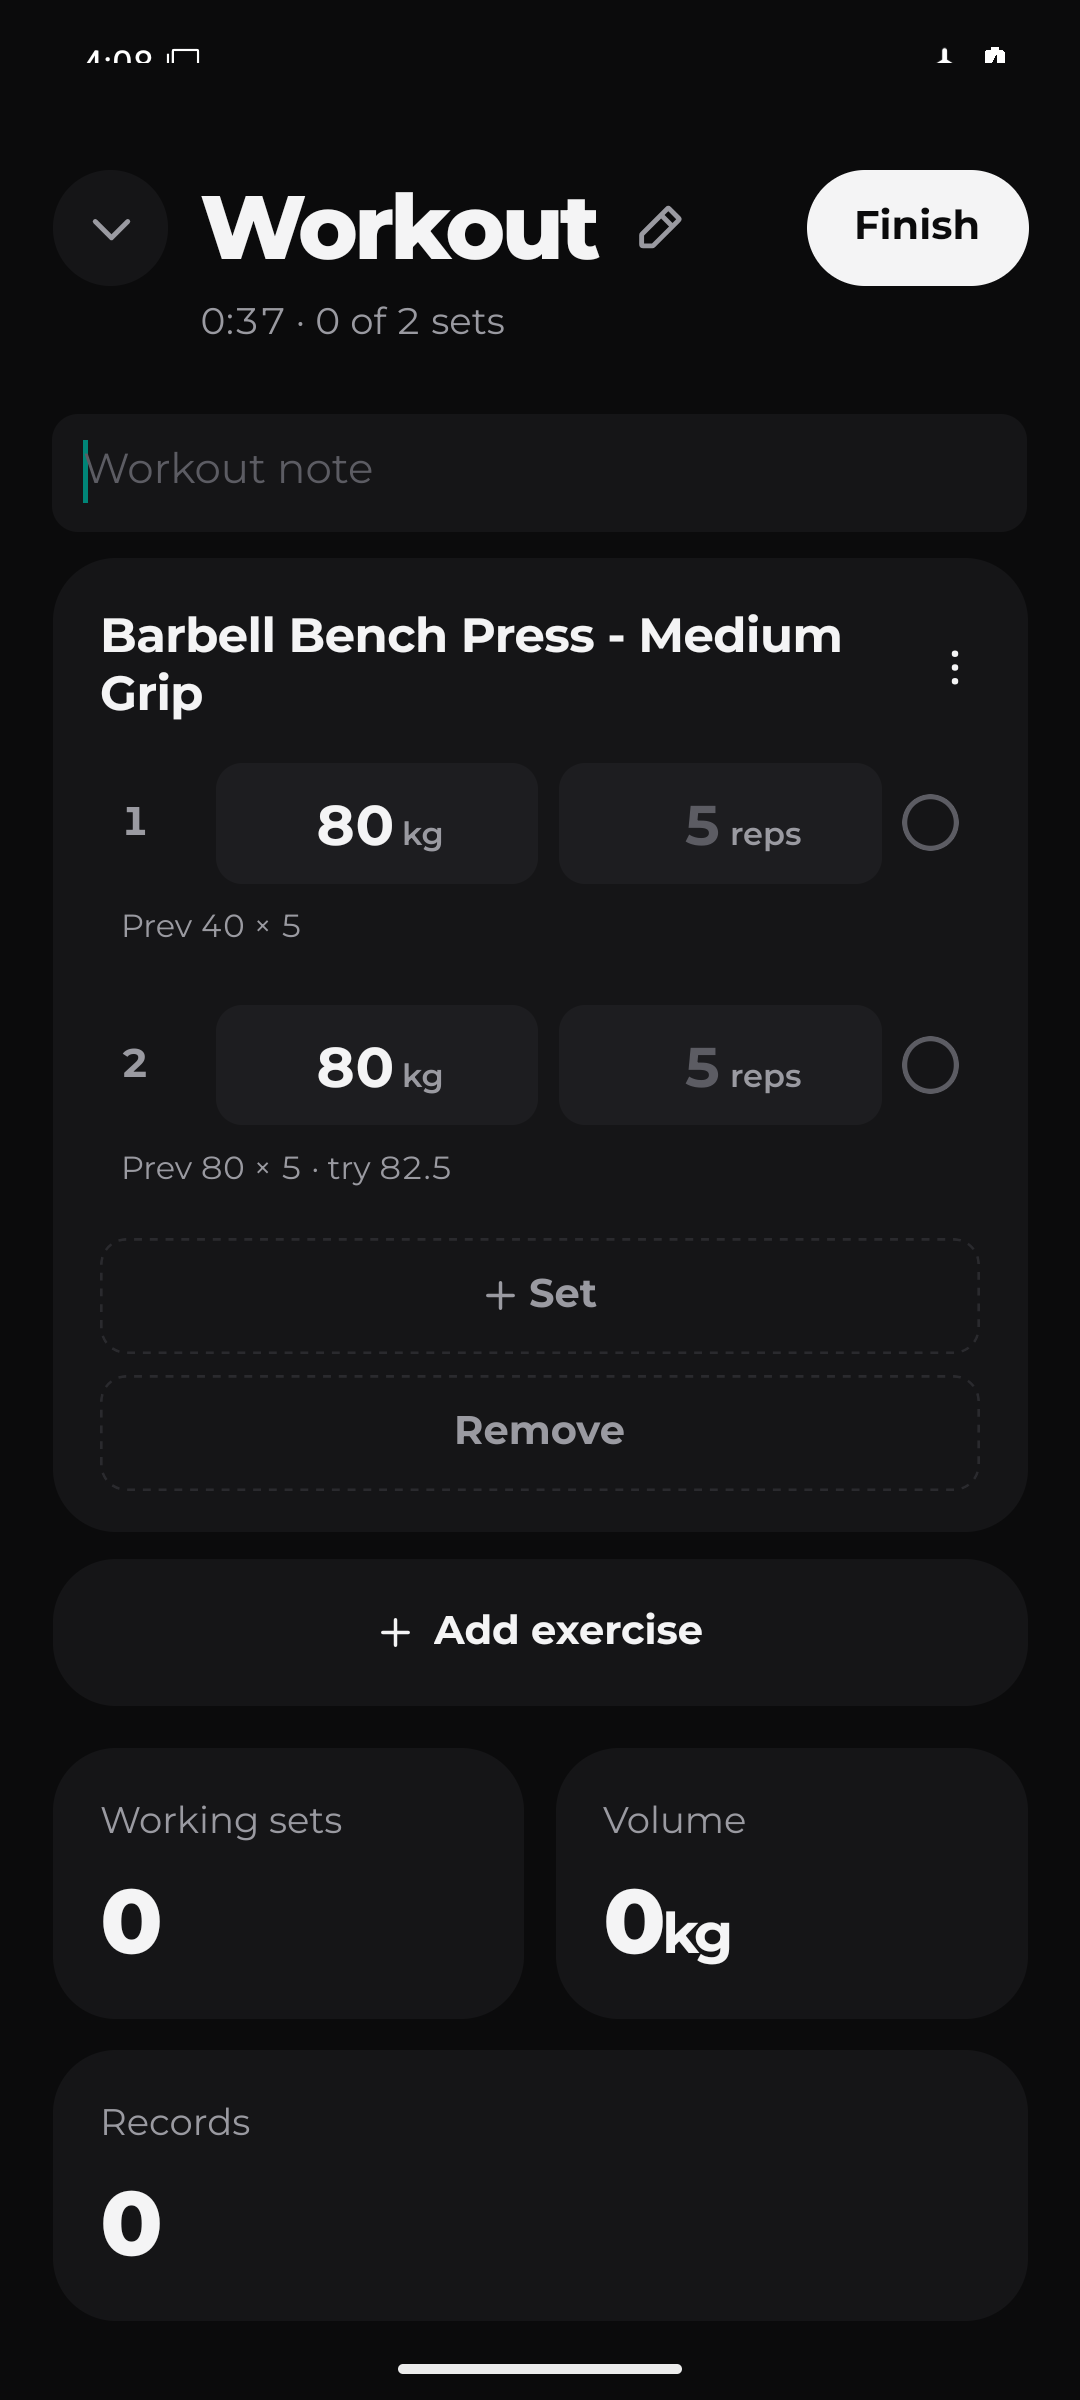 4:08
Workout
Finish
0:37 · 0 of 2 sets
Workout note
Barbell Bench Press - Medium
Grip
1 80 kg 5 reps
Prev 40 × 5
2 80 kg 5 reps
Prev 80 × 5 · try 82.5
+ Set
Remove
+ Add exercise
Working sets
0
Volume
0kg
Records
0